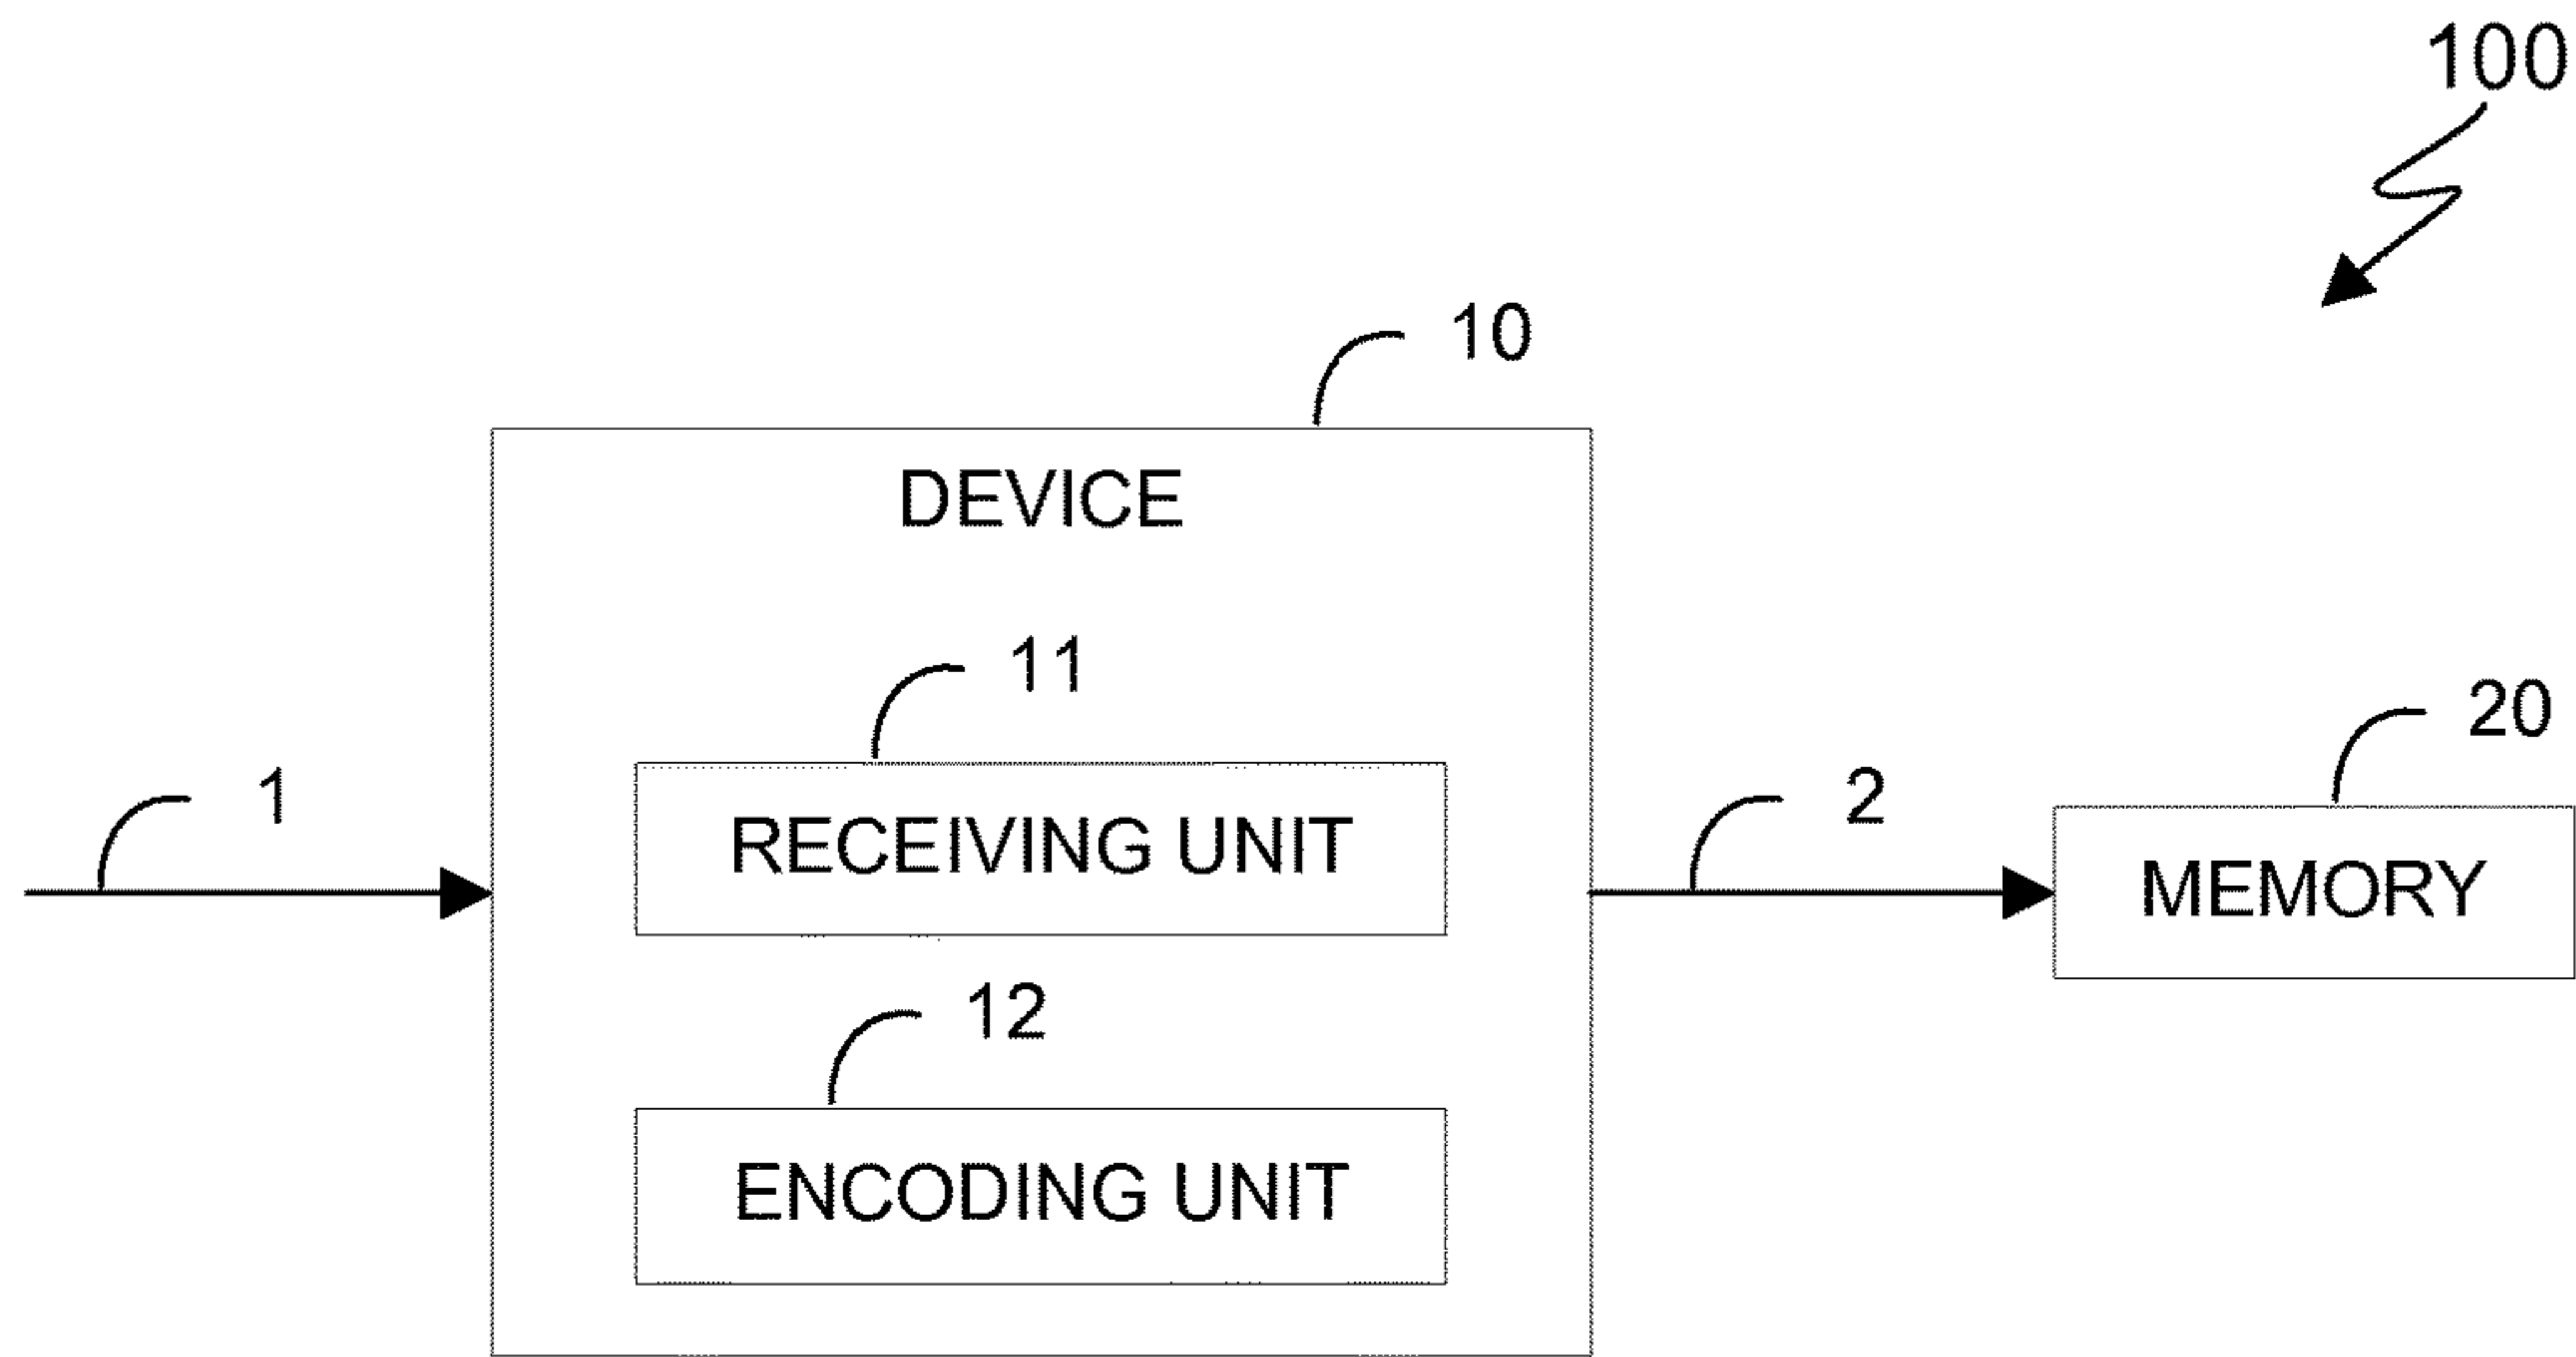 100
10
DEVICE
11
20
1
2
RECEIVING UNIT
MEMORY
12
ENCODING UNIT